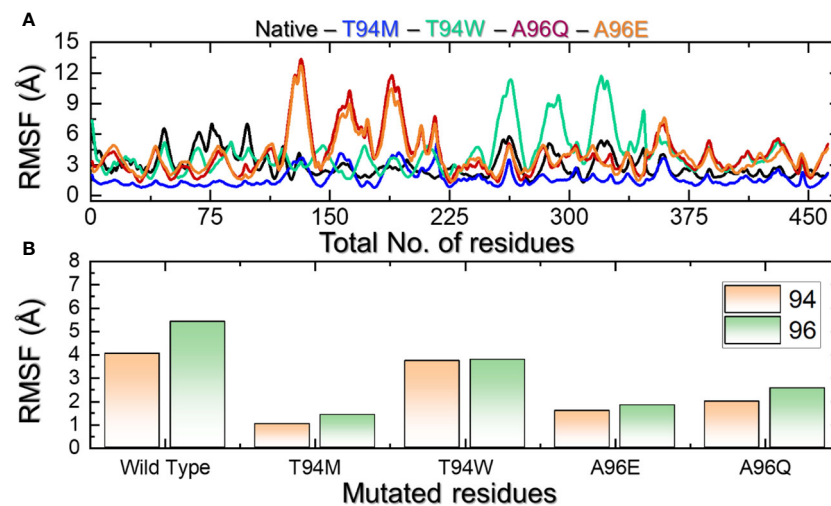 A
Native – T94M – T94W – A96Q – A96E
15
12
9
6
3
0
RMSF (Å)
0 75 150 225 300 375 450
Total No. of residues
B
8
7
6
5
4
3
2
1
0
RMSF (Å)
94
96
Wild Type T94M T94W A96E A96Q
Mutated residues